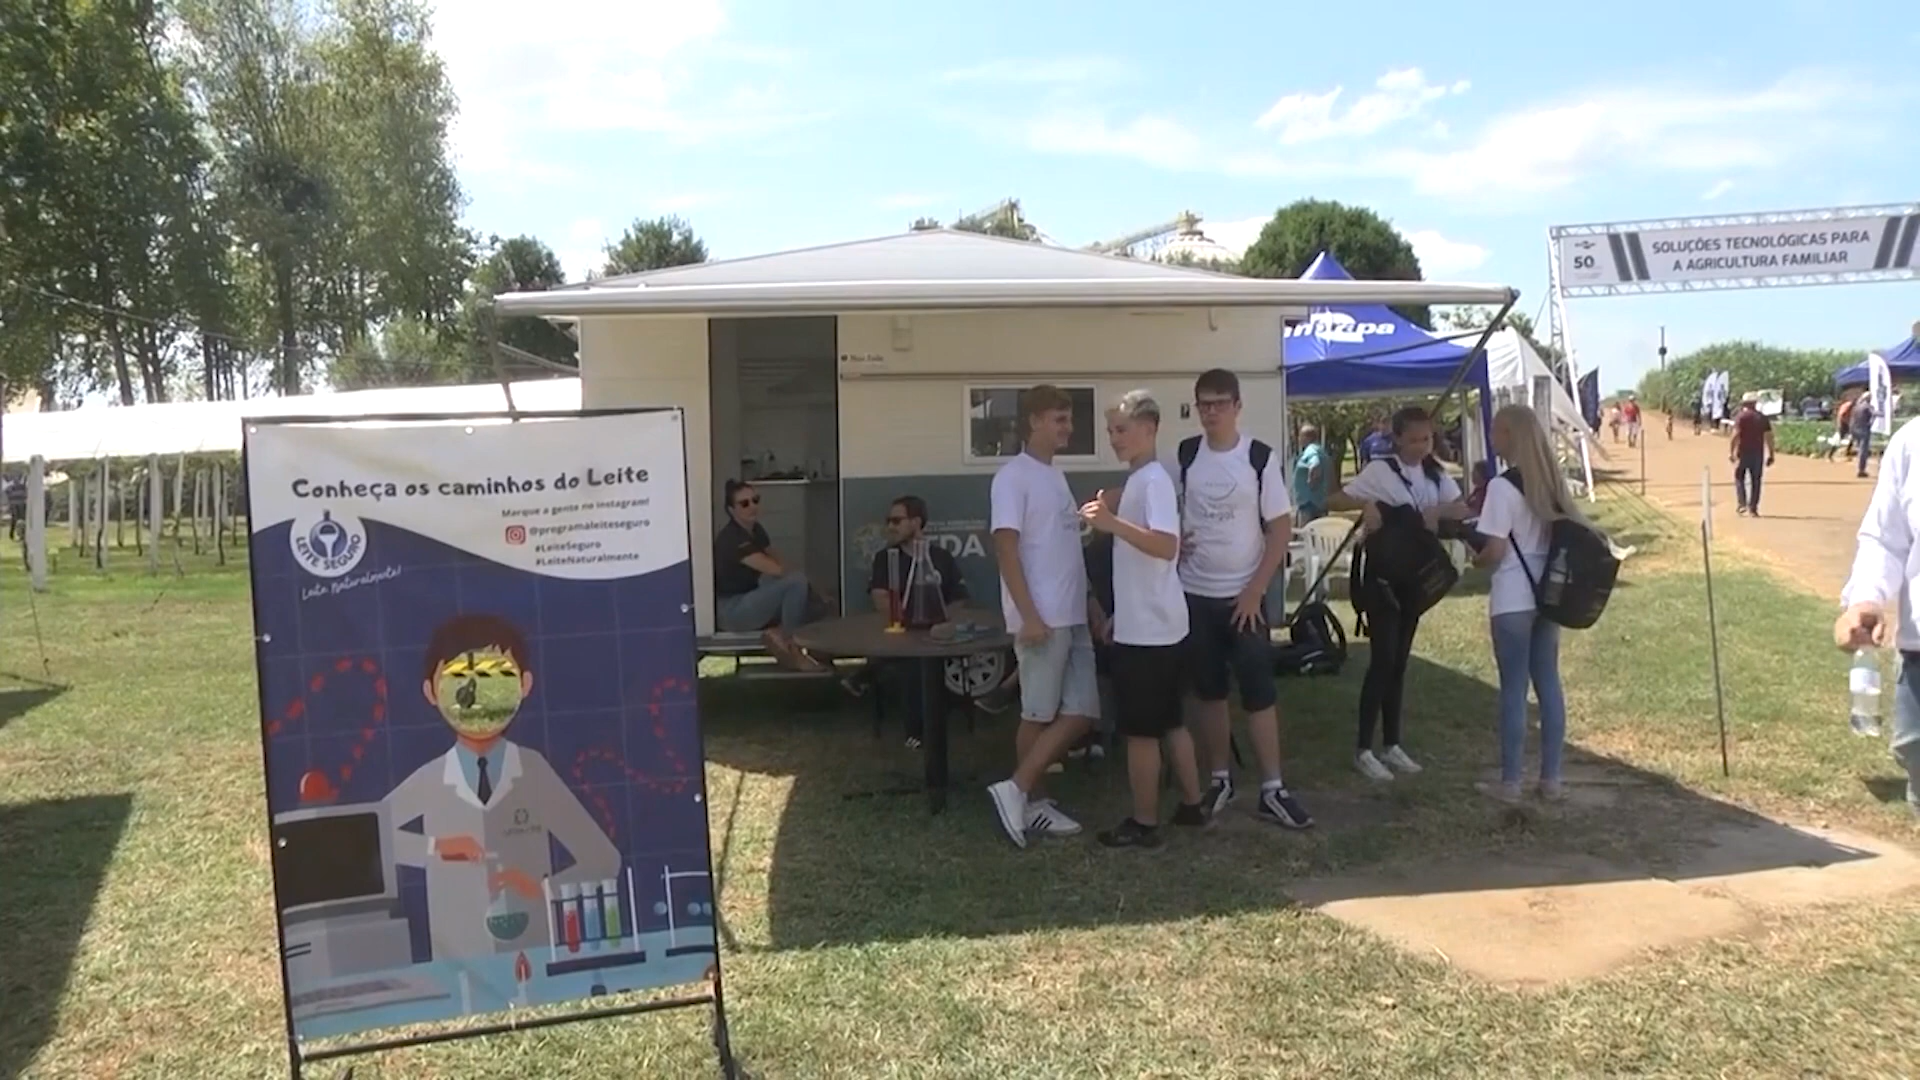 Conheça os caminhos do Leite
Marque a gente no Instagram!
@programaleiteseguro
#LeiteSeguro
#LeiteNaturalmente
LEITE SEGURO
Leite Naturalmente!
50
SOLUÇÕES TECNOLÓGICAS PARA
A AGRICULTURA FAMILIAR
Legal